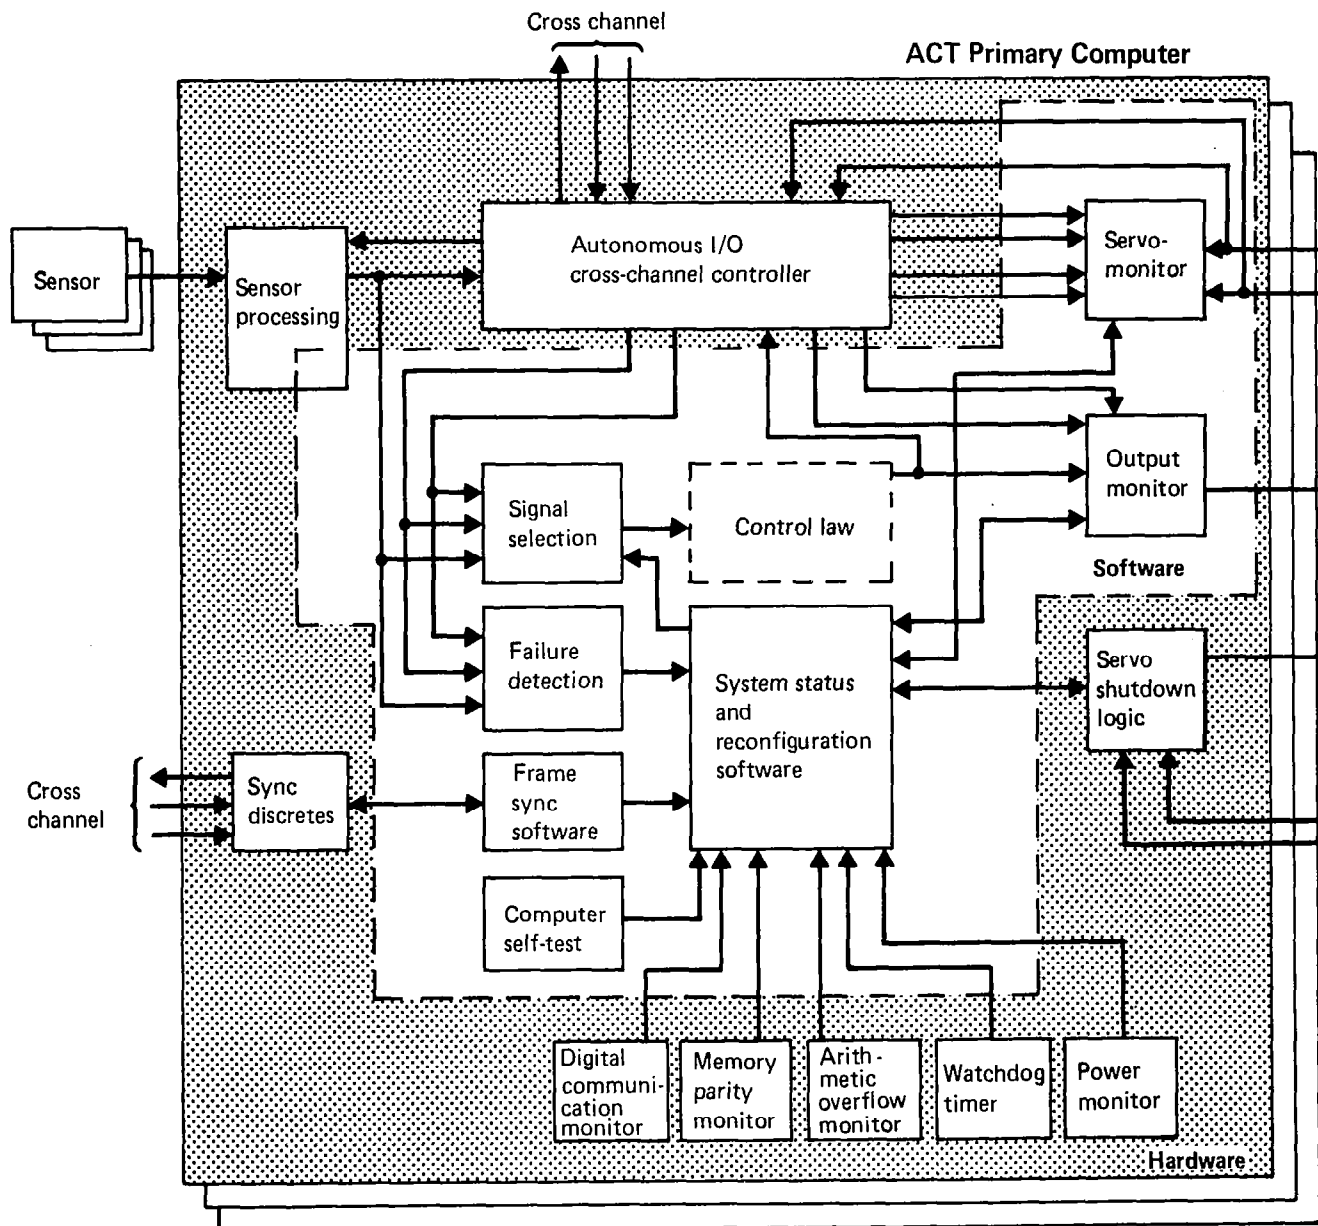 Cross channel
ACT Primary Computer
Autonomous I/O
cross-channel controller
Servo-
monitor
Sensor
Sensor
processing
Output
monitor
Signal
selection
Control law
Software
Failure
detection
System status
and
reconfiguration
software
Servo
shutdown
logic
Cross
channel
Sync
discretes
Frame
sync
software
Computer
self-test
Digital
communi-
cation
monitor
Memory
parity
monitor
Arith-
metic
overflow
monitor
Watchdog
timer
Power
monitor
Hardware